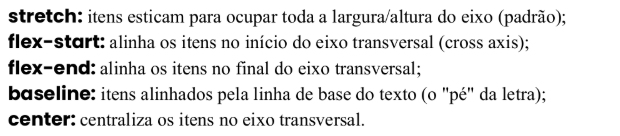 stretch: itens esticam para ocupar toda a largura/altura do eixo (padrão);
flex-start: alinha os itens no início do eixo transversal (cross axis);
flex-end: alinha os itens no final do eixo transversal;
baseline: itens alinhados pela linha de base do texto (o "pé" da letra);
center: centraliza os itens no eixo transversal.